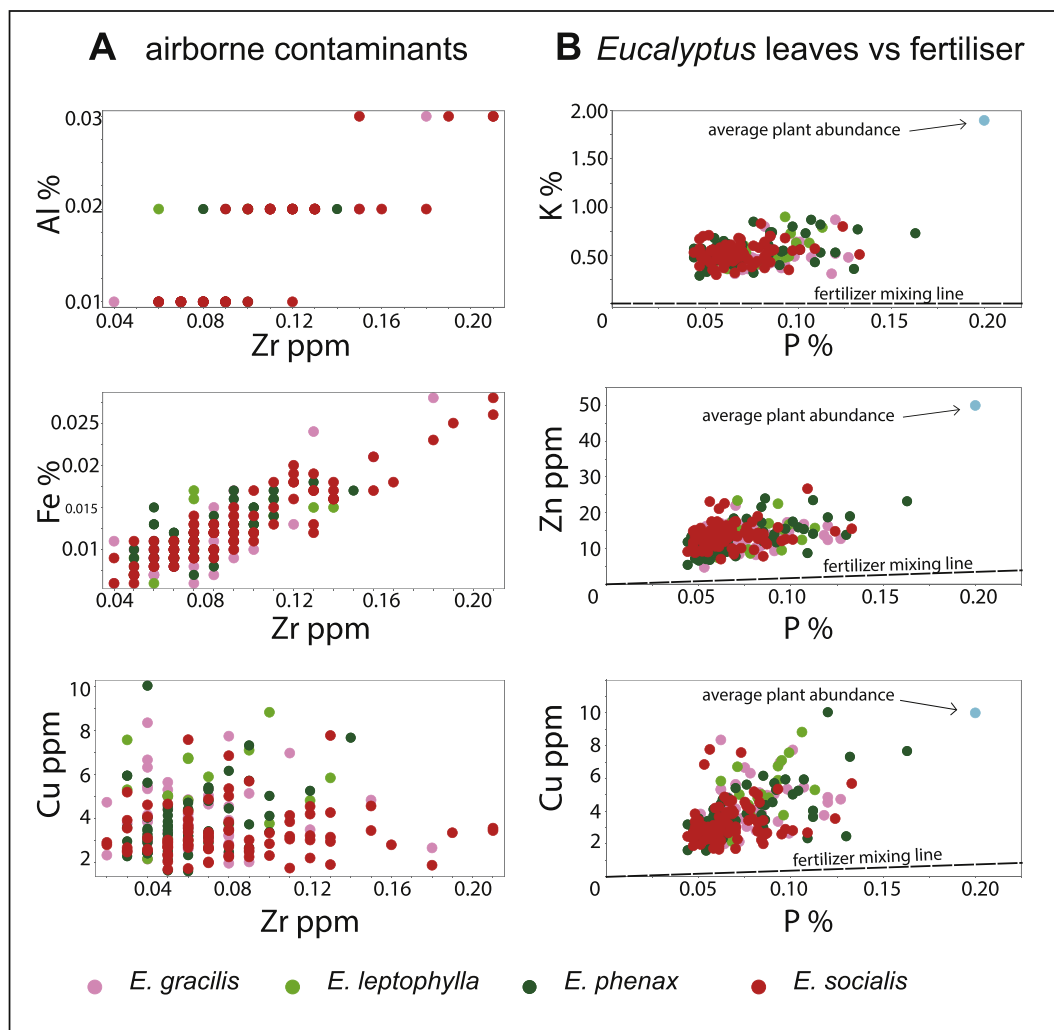 A airborne contaminants
B Eucalyptus leaves vs fertiliser
0.03
0.02
0.01
Al %
0.04 0.08 0.12 0.16 0.20
Zr ppm
2.00
1.50
1.00
0.50
K %
average plant abundance
fertilizer mixing line
0 0.05 0.10 0.15 0.20
P %
0.025
0.02
0.015
0.01
Fe %
0.04 0.08 0.12 0.16 0.20
Zr ppm
50
40
30
20
10
Zn ppm
average plant abundance
fertilizer mixing line
0 0.05 0.10 0.15 0.20
P %
10
8
6
4
2
Cu ppm
0.04 0.08 0.12 0.16 0.20
Zr ppm
10
8
6
4
2
Cu ppm
average plant abundance
fertilizer mixing line
0 0.05 0.10 0.15 0.20
P %
E. gracilis E. leptophylla E. phenax E. socialis